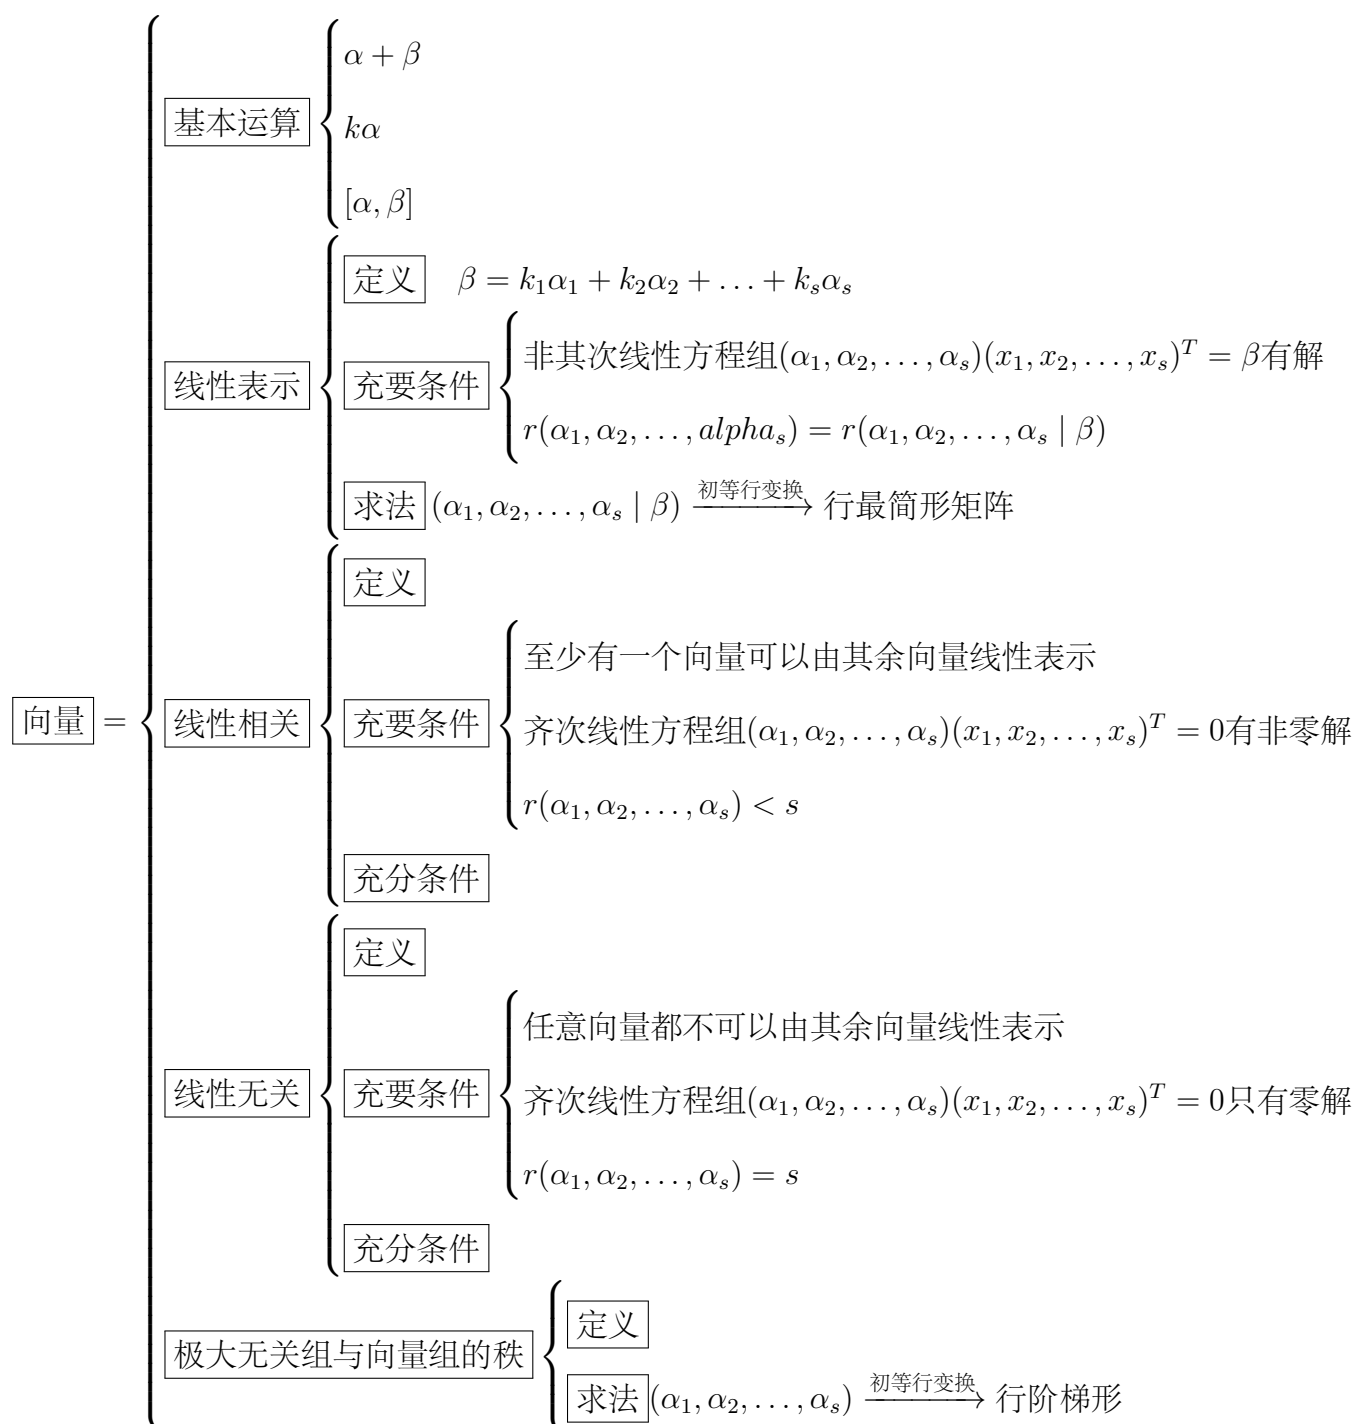 α + β
基本运算
kα
[α, β]
定义 β = k₁α₁ + k₂α₂ + … + kₛαₛ
非其次线性方程组(α₁, α₂, …, αₛ)(x₁, x₂, …, xₛ)ᵀ = β有解
线性表示
充要条件
r(α₁, α₂, …, alphaₛ) = r(α₁, α₂, …, αₛ | β)
初等行变换
求法 (α₁, α₂, …, αₛ | β) ⟶ 行最简形矩阵
定义
至少有一个向量可以由其余向量线性表示
向量 =
线性相关
充要条件
齐次线性方程组(α₁, α₂, …, αₛ)(x₁, x₂, …, xₛ)ᵀ = 0有非零解
r(α₁, α₂, …, αₛ) < s
充分条件
定义
任意向量都不可以由其余向量线性表示
线性无关
充要条件
齐次线性方程组(α₁, α₂, …, αₛ)(x₁, x₂, …, xₛ)ᵀ = 0只有零解
r(α₁, α₂, …, αₛ) = s
充分条件
定义
极大无关组与向量组的秩
初等行变换
求法 (α₁, α₂, …, αₛ) ⟶ 行阶梯形